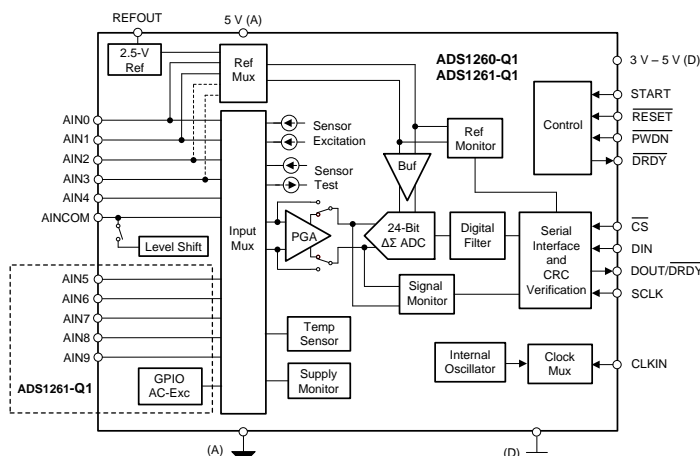 REFOUT
5 V (A)
2.5-V
Ref
Ref
Mux
ADS1260-Q1
ADS1261-Q1
3 V – 5 V (D)
Control
START
RESET
PWDN
DRDY
AIN0
AIN1
AIN2
AIN3
AIN4
AINCOM
Level Shift
Input
Mux
Sensor
Excitation
Sensor
Test
PGA
Buf
Ref
Monitor
24-Bit
ΔΣ ADC
Digital
Filter
Serial
Interface
and
CRC
Verification
CS
DIN
DOUT/DRDY
SCLK
Signal
Monitor
AIN5
AIN6
AIN7
AIN8
AIN9
ADS1261-Q1
GPIO
AC-Exc
Temp
Sensor
Supply
Monitor
Internal
Oscillator
Clock
Mux
CLKIN
(A)
(D)